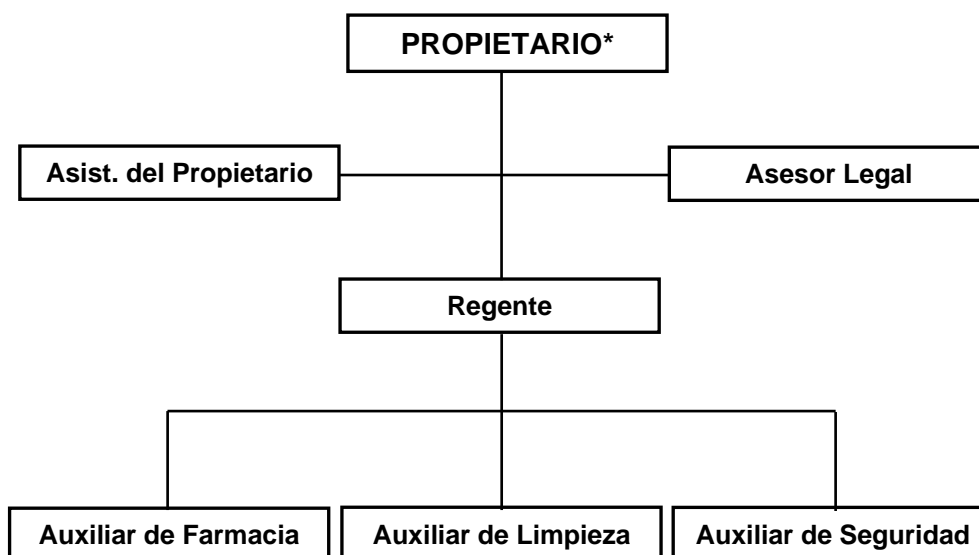 PROPIETARIO*
Asist. del Propietario
Asesor Legal
Regente
Auxiliar de Farmacia
Auxiliar de Limpieza
Auxiliar de Seguridad